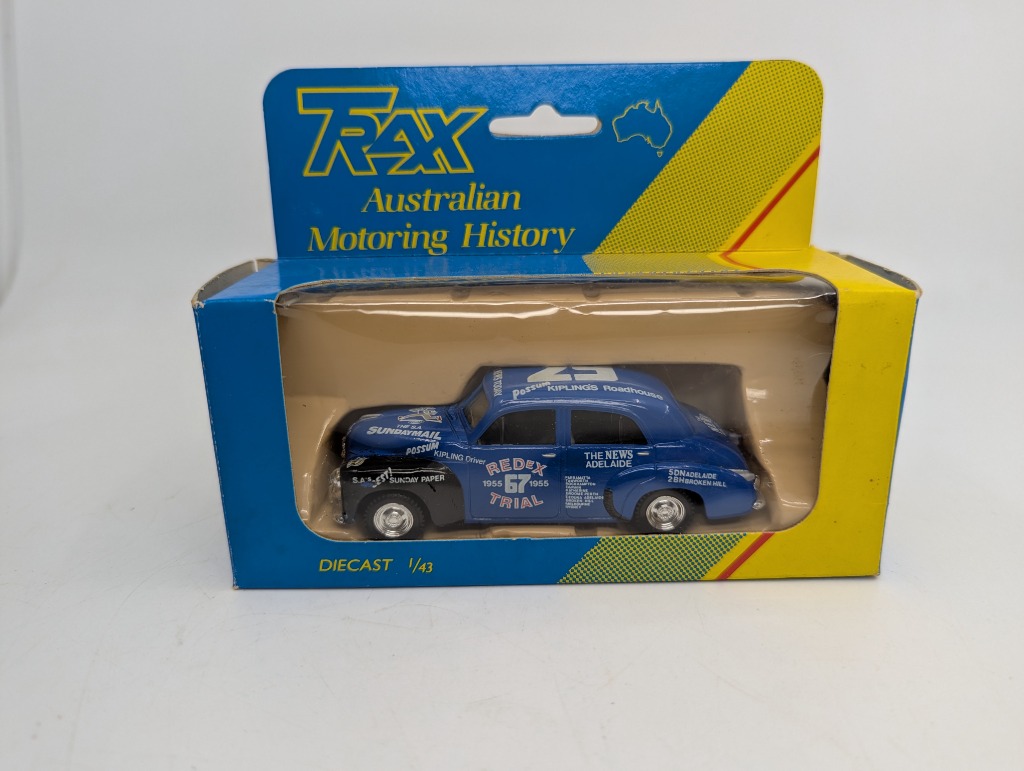 TRAX
Australian
Motoring History
Possum
KIPLING'S Roadhouse
THE S.A.
SUNDAYMAIL
POSSUM
KIPLING Driver
SUNDAY PAPER
REDEX
1955 67 1955
TRIAL
THE NEWS
ADELAIDE
5DN ADELAIDE
2BH BROKEN HILL
DIECAST 1/43